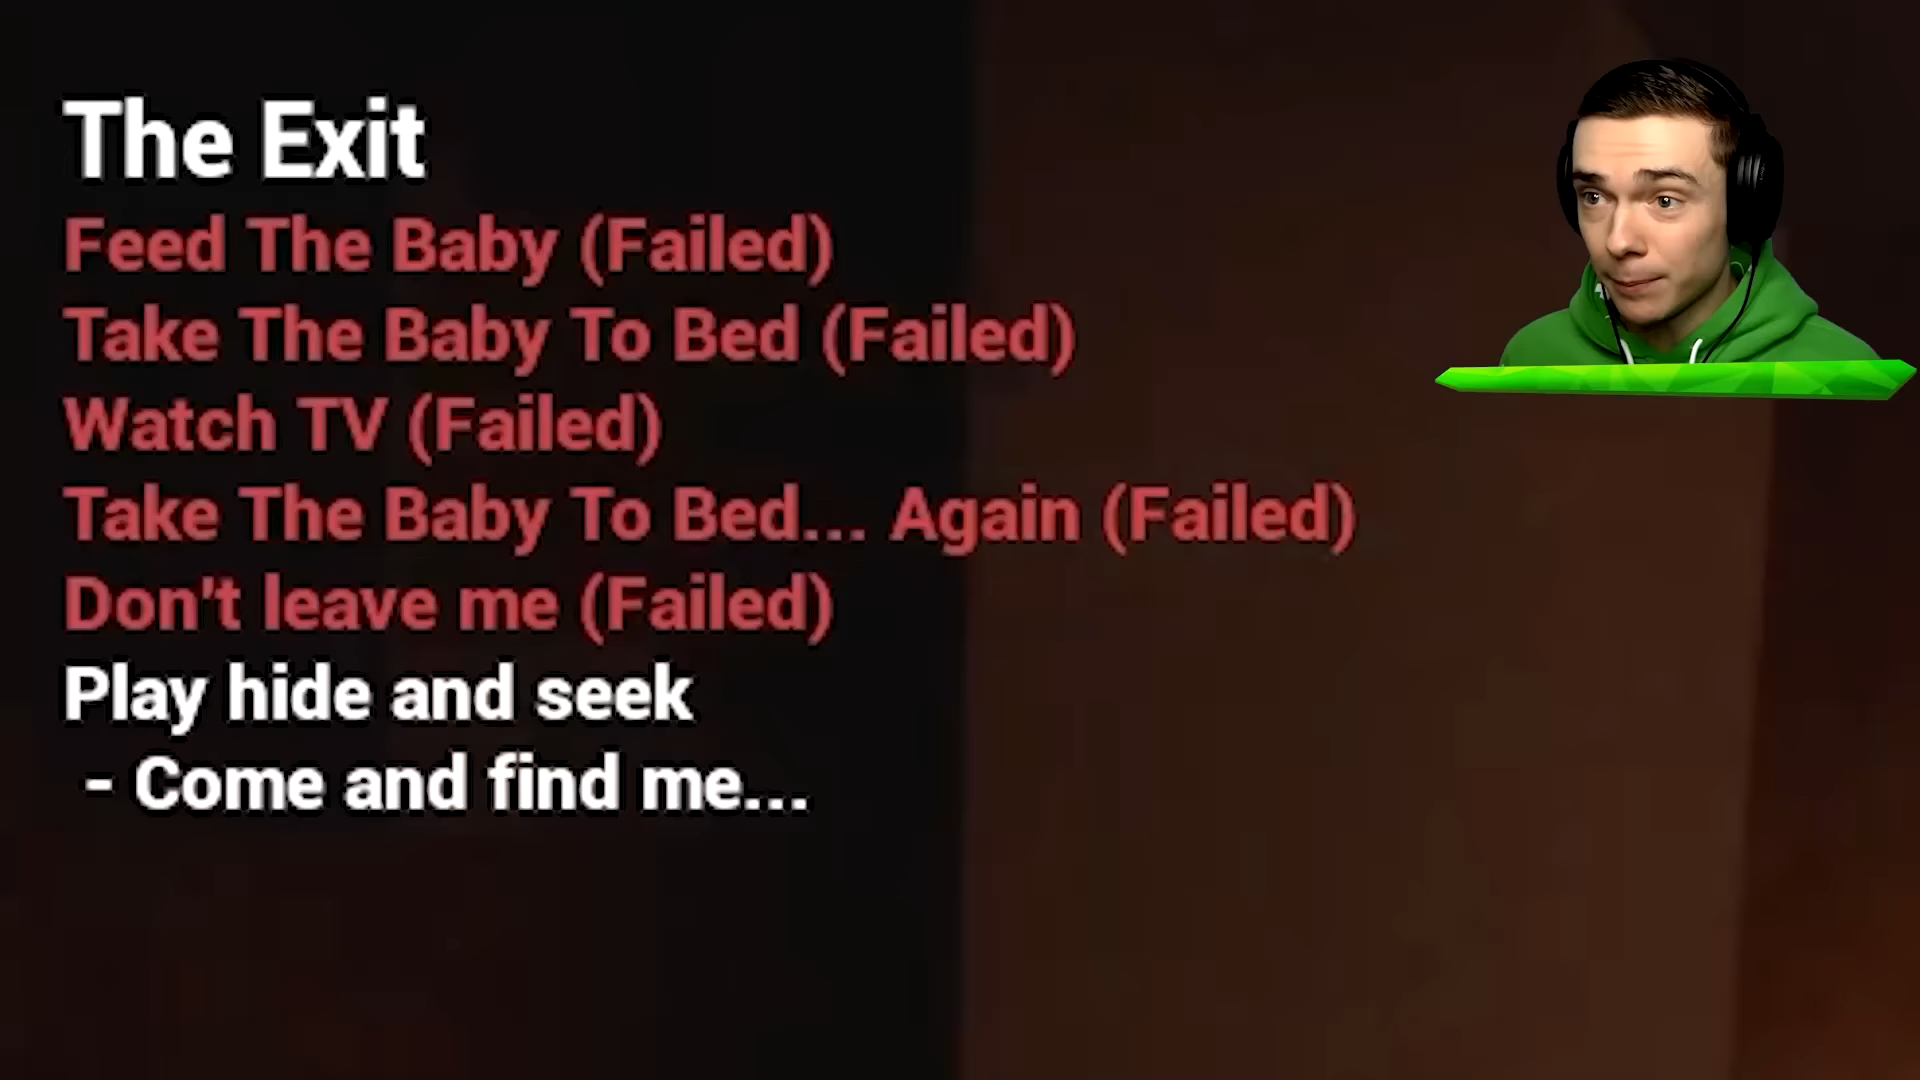 The Exit
Feed The Baby (Failed)
Take The Baby To Bed (Failed)
Watch TV (Failed)
Take The Baby To Bed... Again (Failed)
Don't leave me (Failed)
Play hide and seek
- Come and find me...